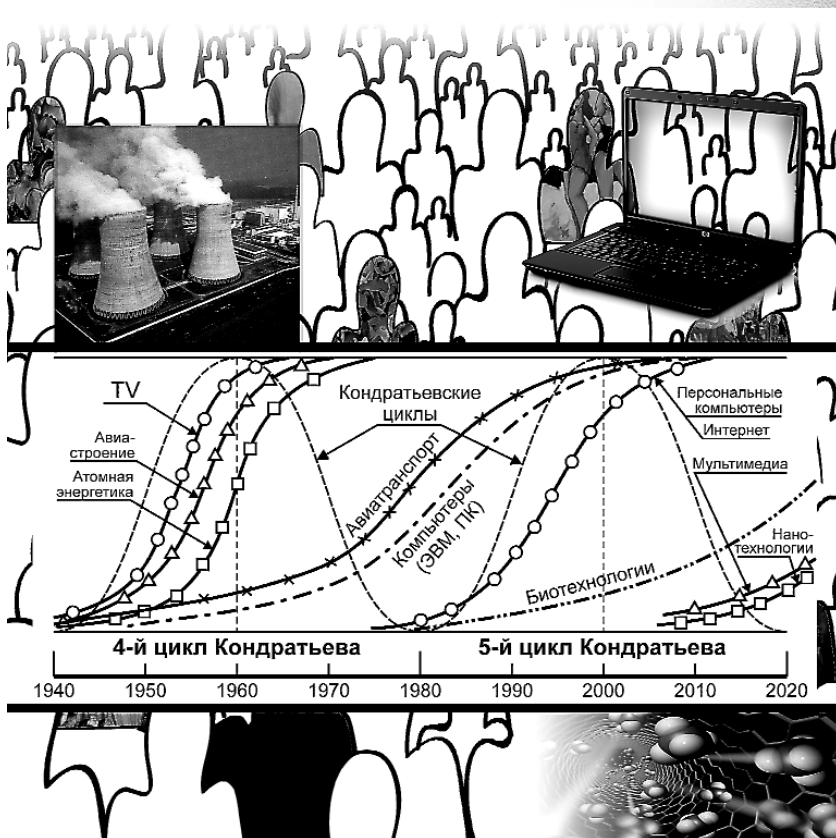 TV
Авиа-
строение
Атомная
энергетика
Кондратьевские
циклы
Авиатранспорт
Компьютеры
(ЭВМ, ПК)
Персональные
компьютеры
Интернет
Мультимедиа
Нано-
технологии
Биотехнологии
4-й цикл Кондратьева
5-й цикл Кондратьева
1940 1950 1960 1970 1980 1990 2000 2010 2020
hp